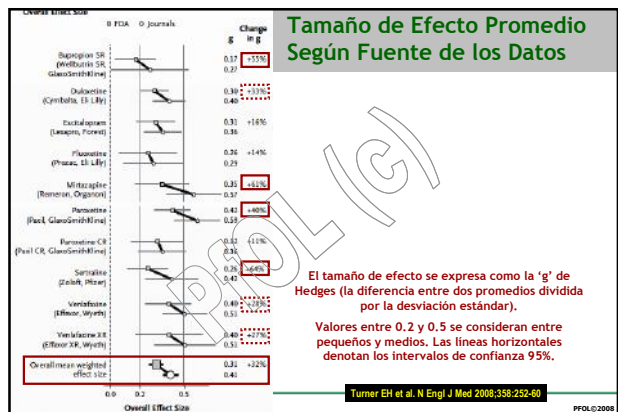 Overall Effect Size
FDA Journals
Change
g in g
Bupropion SR
(Wellbutrin SR,
GlaxoSmithKline)
0.17 +55%
0.27
Duloxetine
(Cymbalta, Eli Lilly)
0.30 +33%
0.40
Escitalopram
(Lexapro, Forest)
0.31 +16%
0.36
Fluoxetine
(Prozac, Eli Lilly)
0.26 +14%
0.29
Mirtazapine
(Remeron, Organon)
0.35 +61%
0.57
Paroxetine
(Paxil, GlaxoSmithKline)
0.42 +40%
0.59
Paroxetine CR
(Paxil CR, GlaxoSmithKline)
+11%
Sertraline
(Zoloft, Pfizer)
0.26 +64%
0.42
Venlafaxine
(Effexor, Wyeth)
0.40 +28%
0.51
Venlafaxine XR
(Effexor XR, Wyeth)
0.40 +27%
0.51
Overall mean weighted
effect size
0.31 +32%
0.41
0.0 0.2 0.5
Overall Effect Size
Tamaño de Efecto Promedio
Según Fuente de los Datos
PFOL (c)
El tamaño de efecto se expresa como la ‘g’ de
Hedges (la diferencia entre dos promedios dividida
por la desviación estándar).
Valores entre 0.2 y 0.5 se consideran entre
pequeños y medios. Las líneas horizontales
denotan los intervalos de confianza 95%.
Turner EH et al. N Engl J Med 2008;358:252-60
PFOL©2008